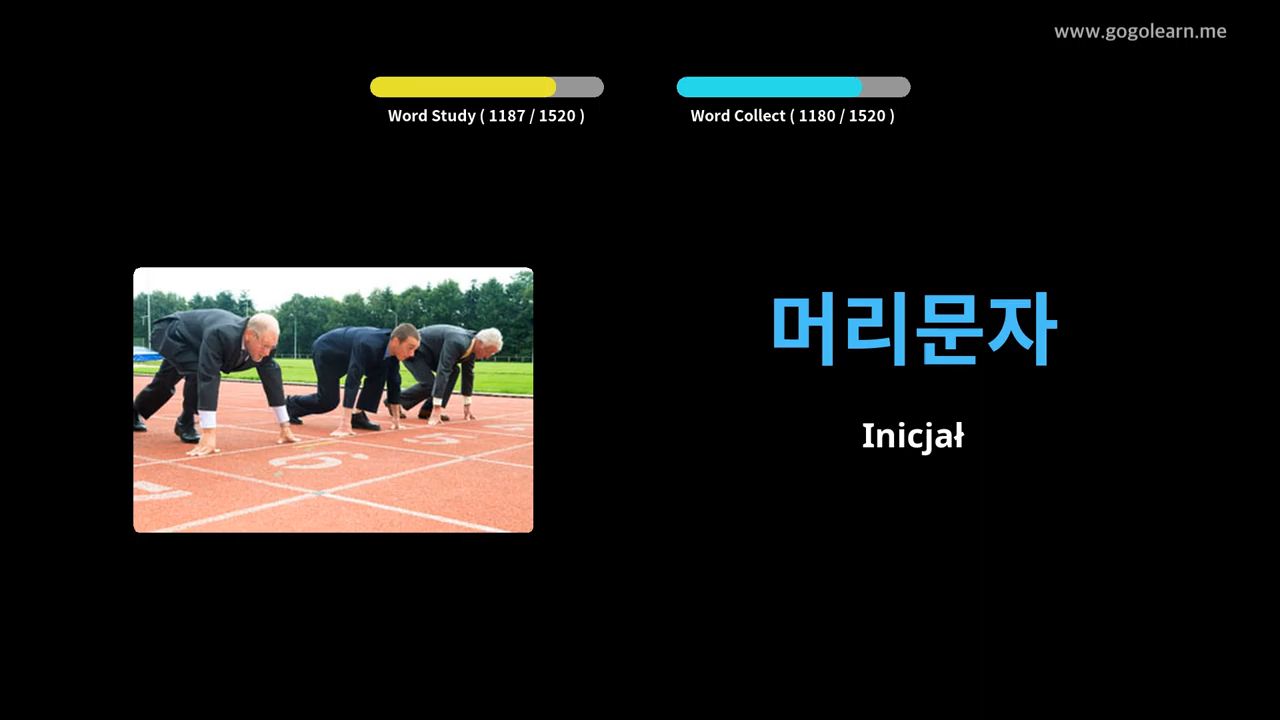 www.gogolearn.me
Word Study ( 1187 / 1520 )
Word Collect ( 1180 / 1520 )
머리문자
Inicjał